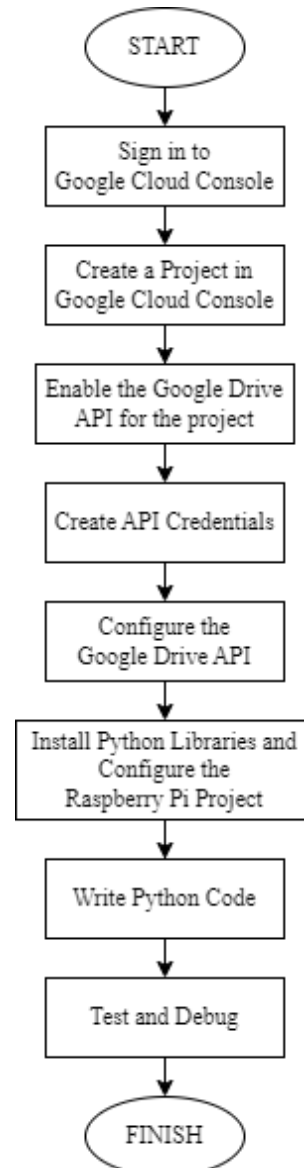 START
Sign in to
Google Cloud Console
Create a Project in
Google Cloud Console
Enable the Google Drive
API for the project
Create API Credentials
Configure the
Google Drive API
Install Python Libraries and
Configure the
Raspberry Pi Project
Write Python Code
Test and Debug
FINISH